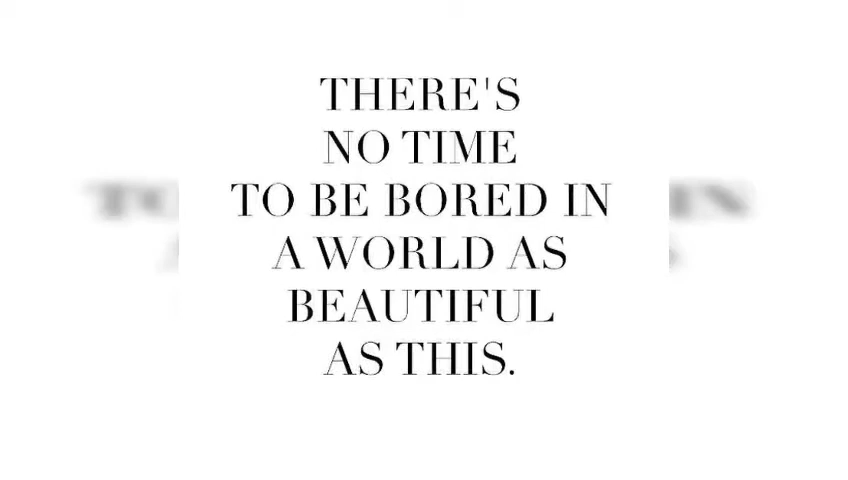 THERE'S
NO TIME
TO BE BORED IN
A WORLD AS
BEAUTIFUL
AS THIS.